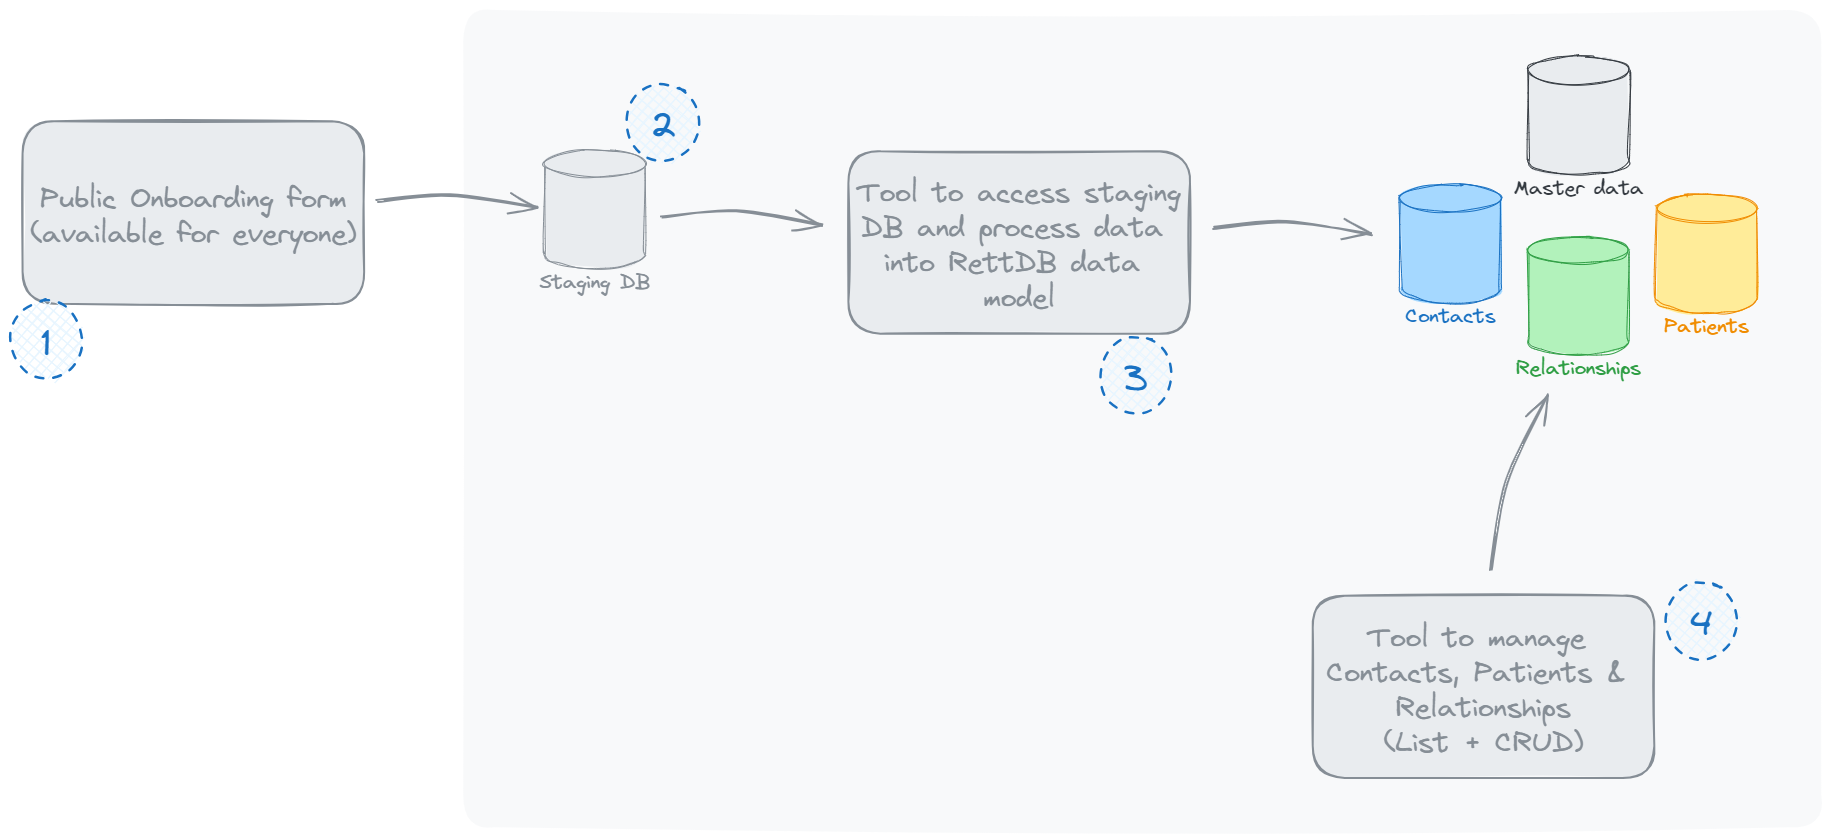 Public Onboarding form
(available for everyone)
1
2
Staging DB
Tool to access staging
DB and process data
into RettDB data
model
3
Master data
Contacts
Patients
Relationships
4
Tool to manage
Contacts, Patients &
Relationships
(List + CRUD)